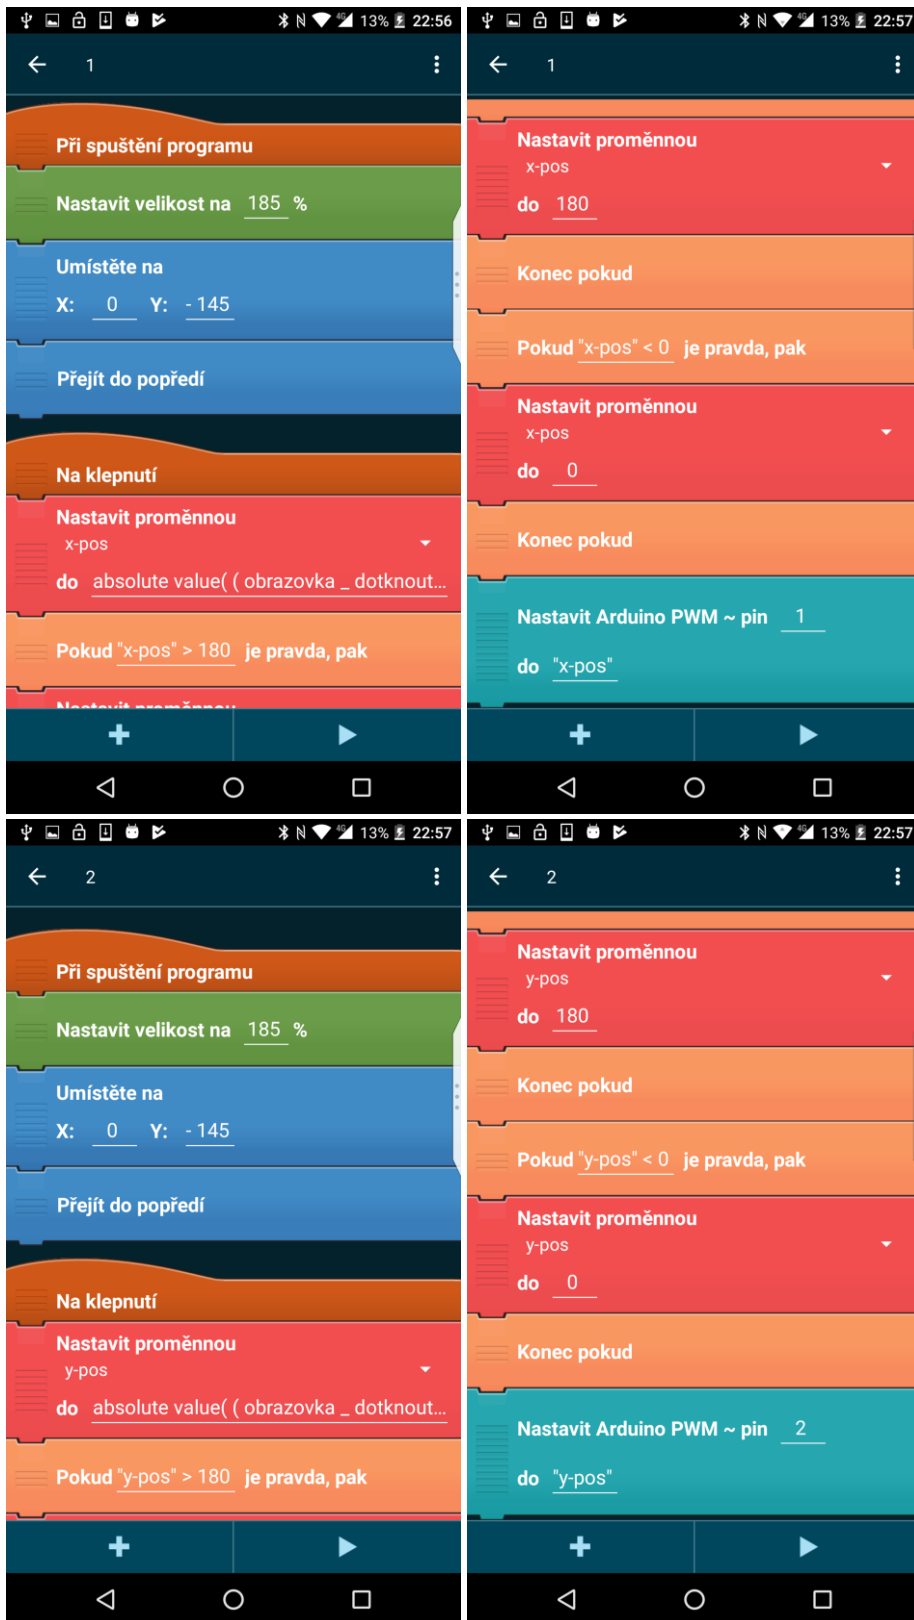 13% 22:56
1
Při spuštění programu
Nastavit velikost na 185 %
Umístěte na
X: 0 Y: - 145
Přejít do popředí
Na klepnutí
Nastavit proměnnou
x-pos
do absolute value( ( obrazovka _ dotknout...
Pokud "x-pos" > 180 je pravda, pak
Nastavit proměnnou
4G 13% 22:57
1
Nastavit proměnnou
x-pos
do 180
Konec pokud
Pokud "x-pos" < 0 je pravda, pak
Nastavit proměnnou
x-pos
do 0
Konec pokud
Nastavit Arduino PWM ~ pin 1
do "x-pos"
4G 13% 22:57
2
Při spuštění programu
Nastavit velikost na 185 %
Umístěte na
X: 0 Y: - 145
Přejít do popředí
Na klepnutí
Nastavit proměnnou
y-pos
do absolute value( ( obrazovka _ dotknout...
Pokud "y-pos" > 180 je pravda, pak
4G 13% 22:57
2
Nastavit proměnnou
y-pos
do 180
Konec pokud
Pokud "y-pos" < 0 je pravda, pak
Nastavit proměnnou
y-pos
do 0
Konec pokud
Nastavit Arduino PWM ~ pin 2
do "y-pos"